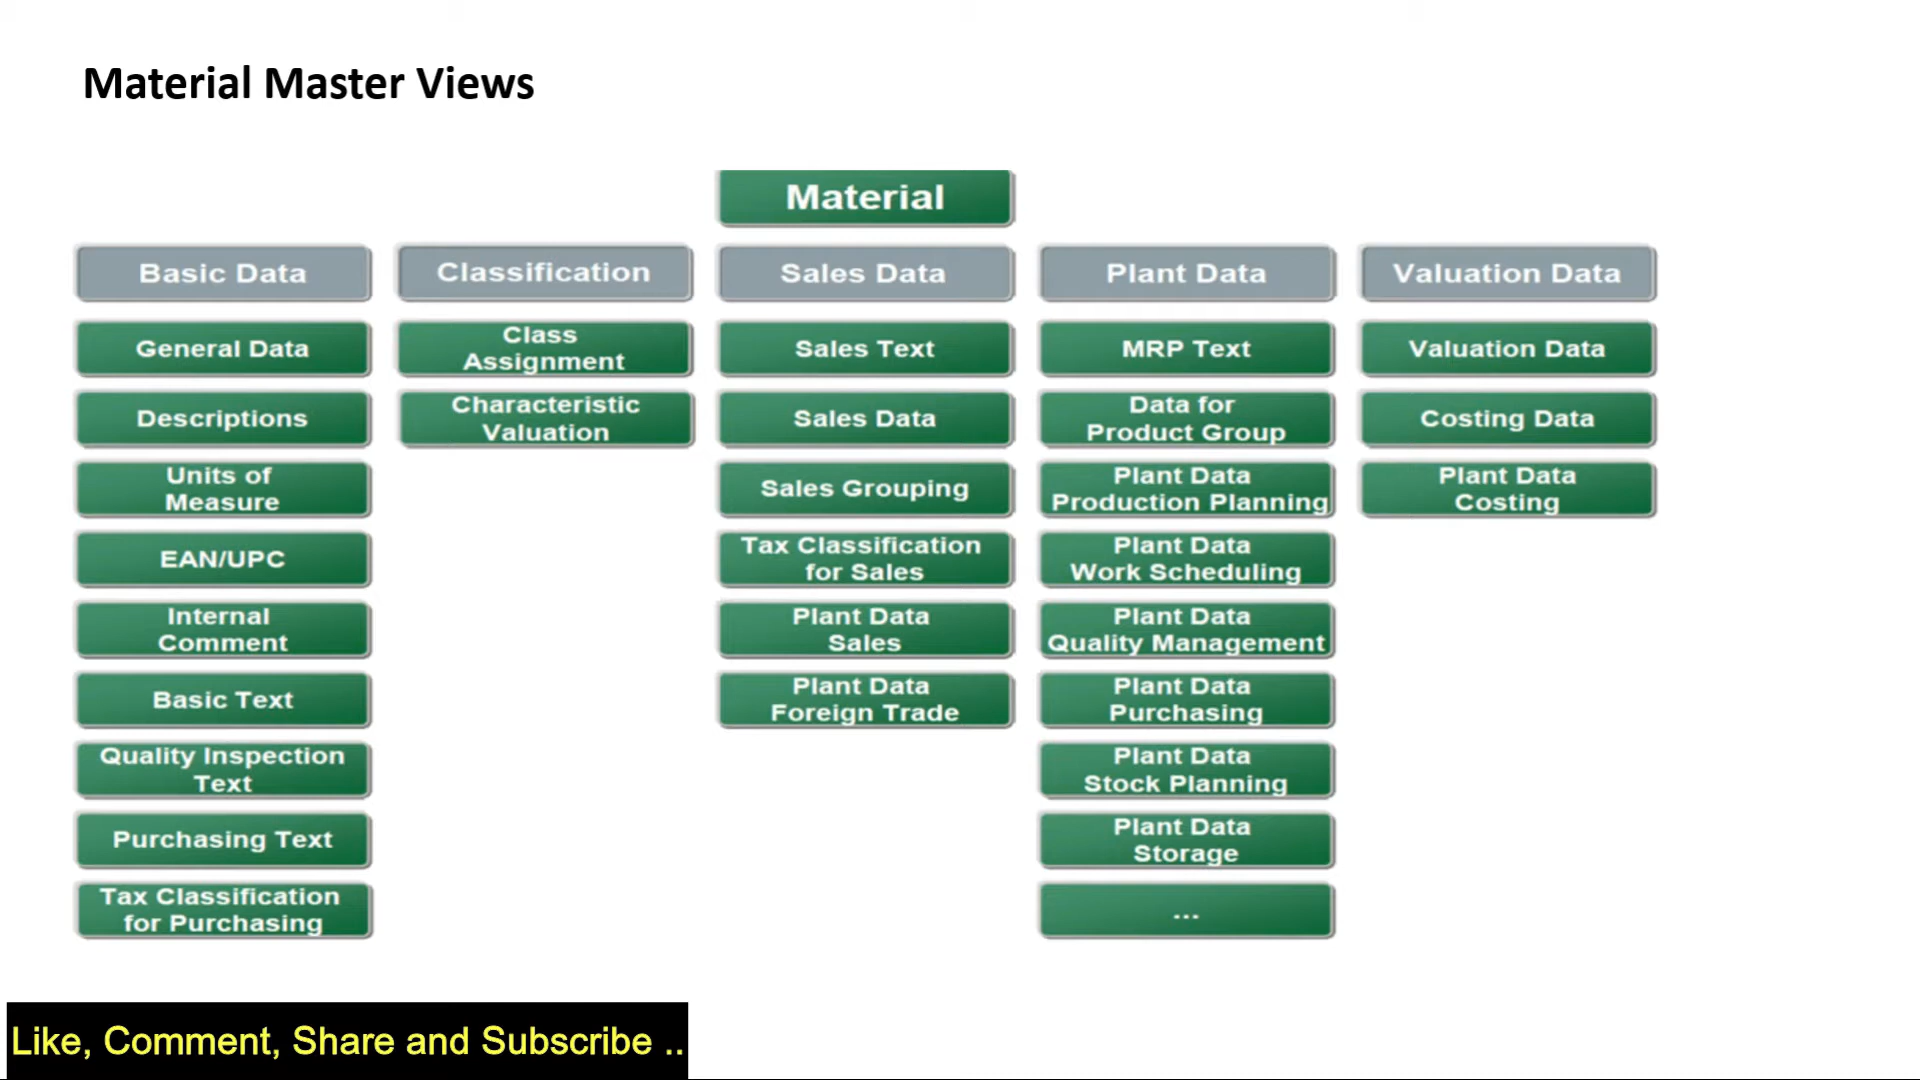 Material Master Views
Material
Basic Data
General Data
Descriptions
Units of
Measure
EAN/UPC
Internal
Comment
Basic Text
Quality Inspection
Text
Purchasing Text
Tax Classification
for Purchasing
Classification
Class
Assignment
Characteristic
Valuation
Sales Data
Sales Text
Sales Data
Sales Grouping
Tax Classification
for Sales
Plant Data
Sales
Plant Data
Foreign Trade
Plant Data
MRP Text
Data for
Product Group
Plant Data
Production Planning
Plant Data
Work Scheduling
Plant Data
Quality Management
Plant Data
Purchasing
Plant Data
Stock Planning
Plant Data
Storage
...
Valuation Data
Valuation Data
Costing Data
Plant Data
Costing
Like, Comment, Share and Subscribe ..